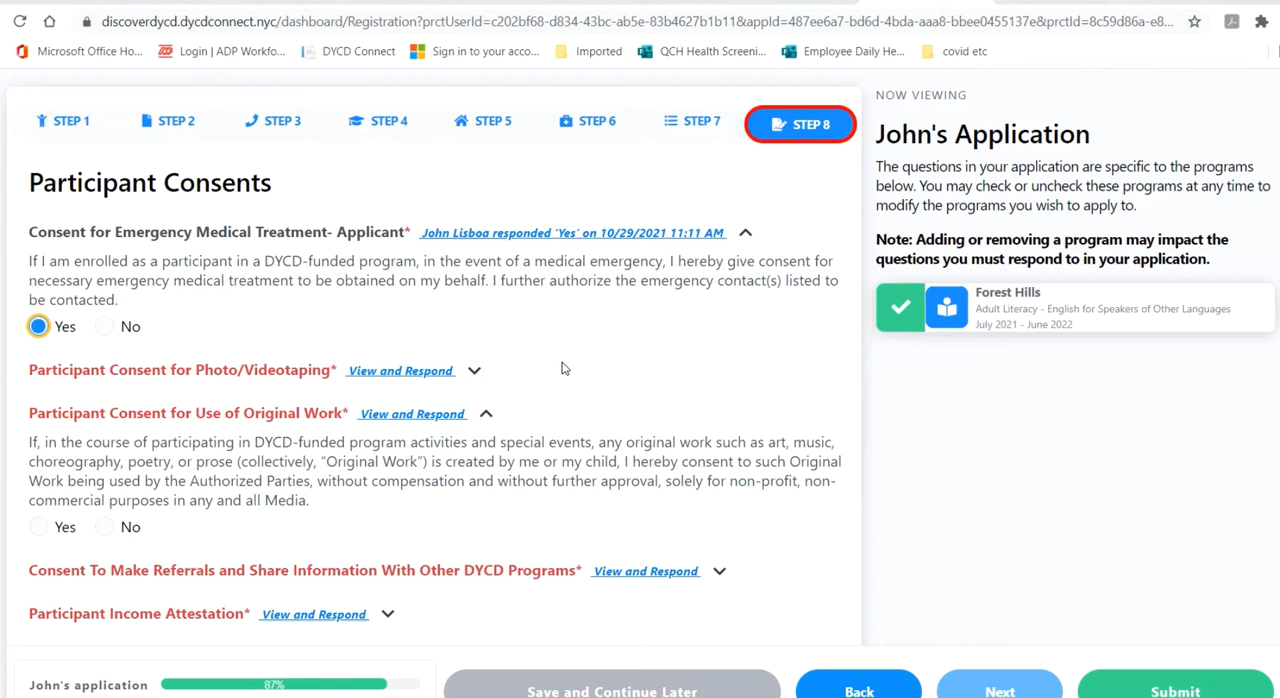 discoverdycd.dycdconnect.nyc/dashboard/Registration?prctUserId=c202bf68-d834-43bc-ab5e-83b4627b1b11&appId=487ee6a7-bd6d-4bda-aaa8-bbee0455137e&prctId=8c59d86a-e8...
Microsoft Office Ho... Login | ADP Workfo... DYCD Connect Sign in to your acco... Imported QCH Health Screeni... Employee Daily He... covid etc
STEP 1 STEP 2 STEP 3 STEP 4 STEP 5 STEP 6 STEP 7 STEP 8
Participant Consents
Consent for Emergency Medical Treatment- Applicant* John Lisboa responded 'Yes' on 10/29/2021 11:11 AM
If I am enrolled as a participant in a DYCD-funded program, in the event of a medical emergency, I hereby give consent for
necessary emergency medical treatment to be obtained on my behalf. I further authorize the emergency contact(s) listed to
be contacted.
Yes No
Participant Consent for Photo/Videotaping* View and Respond
Participant Consent for Use of Original Work* View and Respond
If, in the course of participating in DYCD-funded program activities and special events, any original work such as art, music,
choreography, poetry, or prose (collectively, “Original Work”) is created by me or my child, I hereby consent to such Original
Work being used by the Authorized Parties, without compensation and without further approval, solely for non-profit, non-
commercial purposes in any and all Media.
Yes No
Consent To Make Referrals and Share Information With Other DYCD Programs* View and Respond
Participant Income Attestation* View and Respond
John's application 87%
Save and Continue Later Back Next Submit
NOW VIEWING
John's Application
The questions in your application are specific to the programs
below. You may check or uncheck these programs at any time to
modify the programs you wish to apply to.
Note: Adding or removing a program may impact the
questions you must respond to in your application.
Forest Hills
Adult Literacy - English for Speakers of Other Languages
July 2021 - June 2022